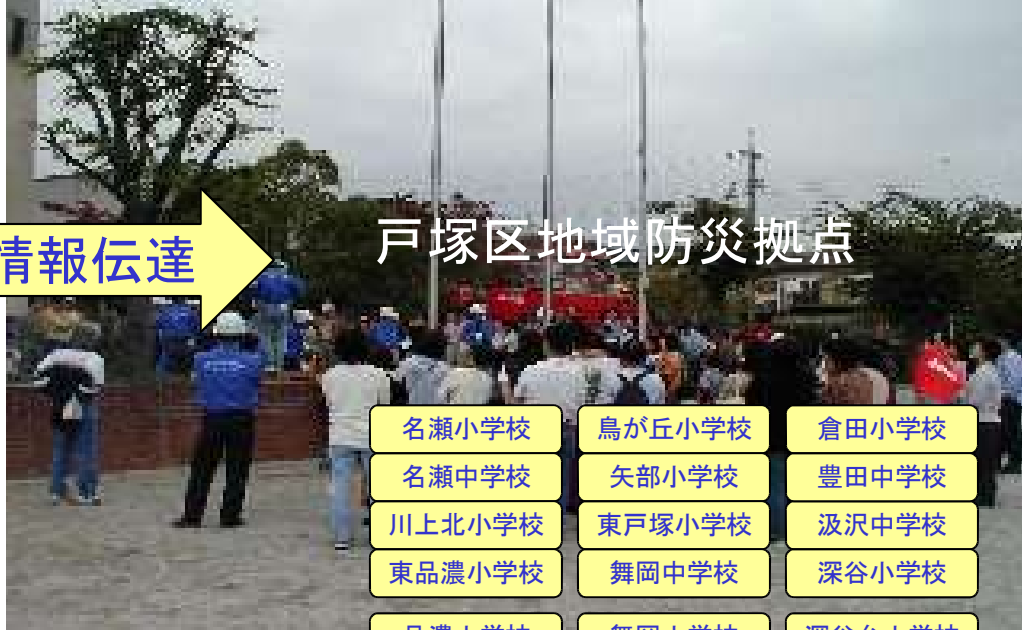 情報伝達
戸塚区地域防災拠点
名瀬小学校 鳥が丘小学校 倉田小学校
名瀬中学校 矢部小学校 豊田中学校
川上北小学校 東戸塚小学校 汲沢中学校
東品濃小学校 舞岡中学校 深谷小学校